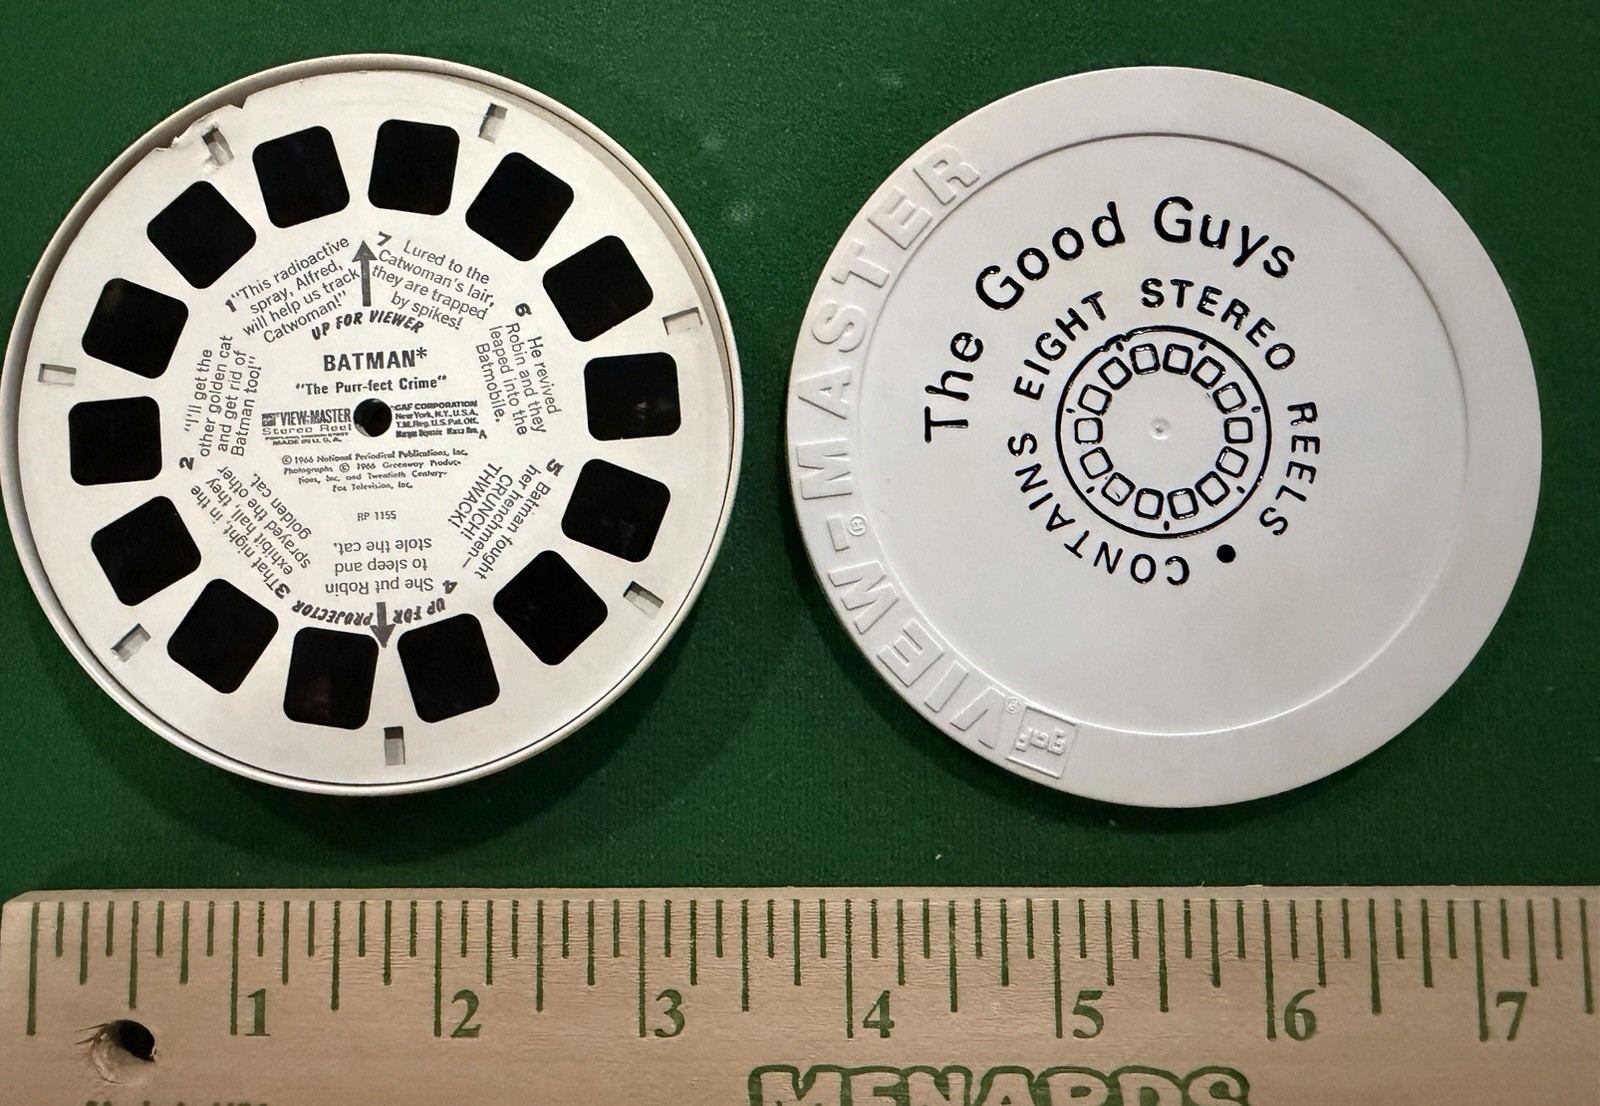 1 "This radioactive
spray, Alfred,
will help us track
Catwoman!"
7 Lured to the
Catwoman's lair,
they are trapped
by spikes!
UP FOR VIEWER
6 He revived
Robin and they
leaped into the
Batmobile.
BATMAN*
"The Purr-fect Crime"
2 "I'll get the
other golden cat
and get rid of
Batman too!"
VIEW-MASTER
Stereo Reel
MADE IN U.S.A.
GAF CORPORATION
New York, N.Y., U.S.A.
T.M. Reg. U.S. Pat. Off.
Marque Deposée Marca Reg.
A
© 1966 National Periodical Publications, Inc.
Photographs © 1966 Greenway Produc-
tions, Inc. and Twentieth Century-
Fox Television, Inc.
RP 1155
3 That night, in the
exhibit hall, they
sprayed the other
golden cat.
4 She put Robin
to sleep and
stole the cat.
5 Batman fought
her henchmen—
CRUNCH!!
THWACK!
UP FOR PROJECTOR
gaf® VIEW-MASTER®
The Good Guys
• CONTAINS EIGHT STEREO REELS
1 2 3 4 5 6 7
MENARDS